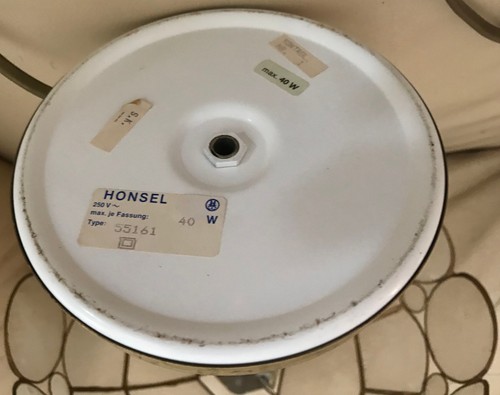 max. 40 W
S.K.
HONSEL
250 V ~
max. je Fassung: 40 W
Type: 55161